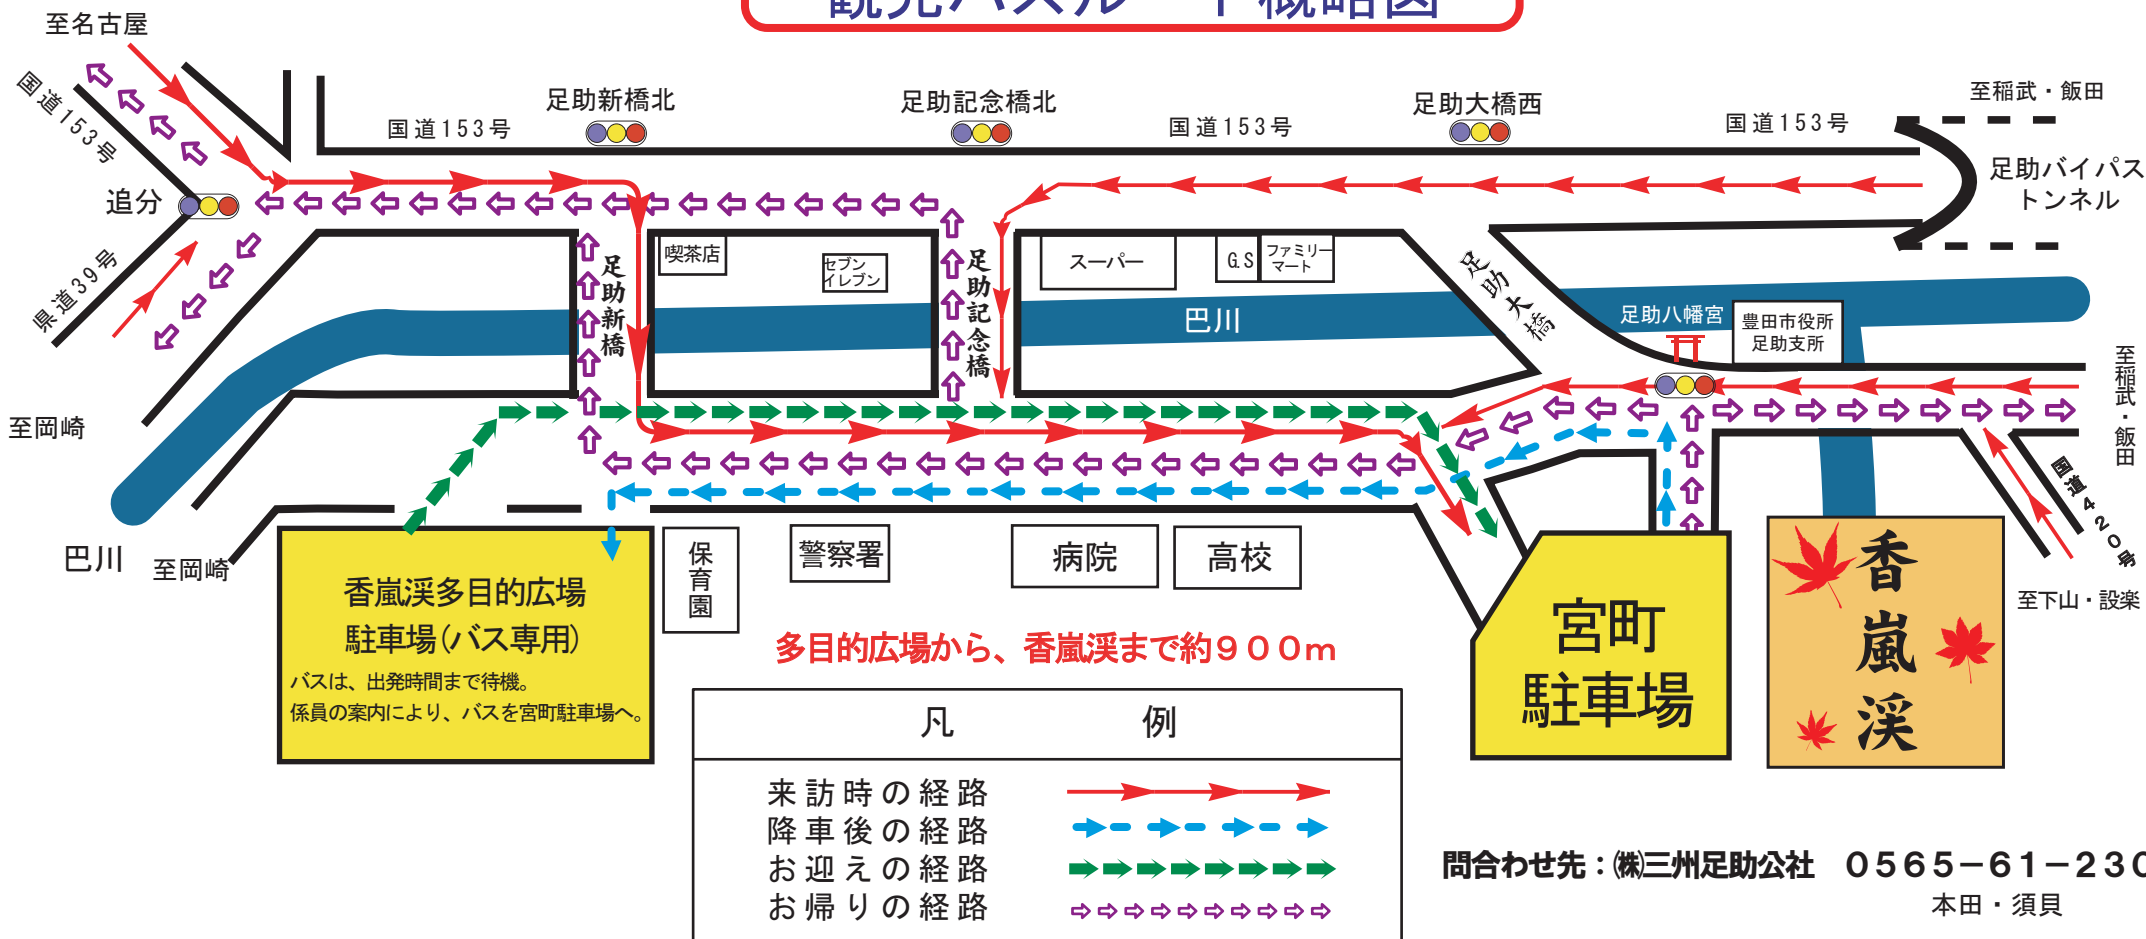 観光バスルート概略図
至名古屋
国道153号
追分
県道39号
国道153号
足助新橋北
足助記念橋北
国道153号
足助大橋西
国道153号
至稲武・飯田
足助バイパス
トンネル
喫茶店
セブン
イレブン
スーパー
G.S
ファミリー
マート
足助新橋
足助記念橋
足助大橋
巴川
足助八幡宮
豊田市役所
足助支所
至稲武・飯田
至岡崎
巴川
至岡崎
国道420号
至下山・設楽
香嵐渓多目的広場
駐車場(バス専用)
バスは、出発時間まで待機。
係員の案内により、バスを宮町駐車場へ。
保育園
警察署
病院
高校
宮町
駐車場
香嵐渓
多目的広場から、香嵐渓まで約900m
凡 例
来訪時の経路
降車後の経路
お迎えの経路
お帰りの経路
問合わせ先：㈱三州足助公社 0565-61-230
本田・須貝